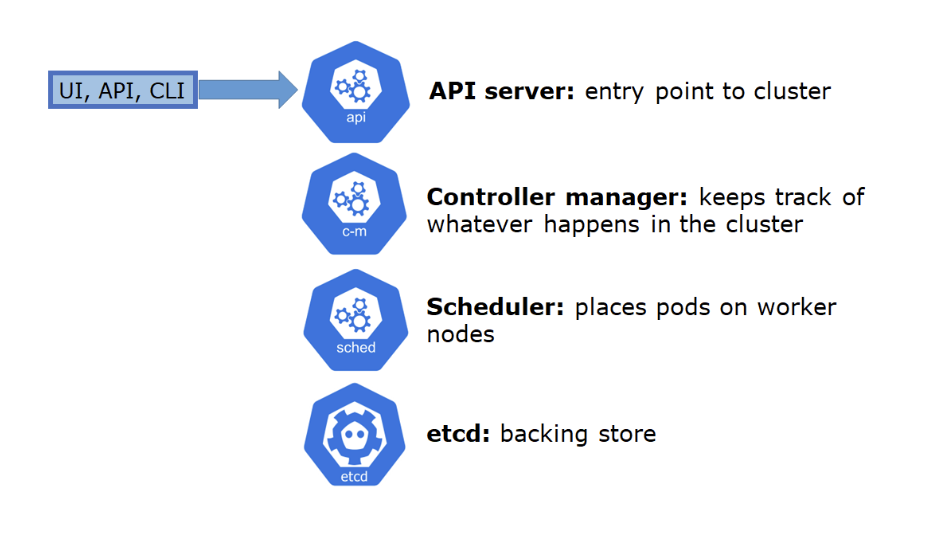 UI, API, CLI
api
API server: entry point to cluster
c-m
Controller manager: keeps track of
whatever happens in the cluster
sched
Scheduler: places pods on worker
nodes
etcd
etcd: backing store